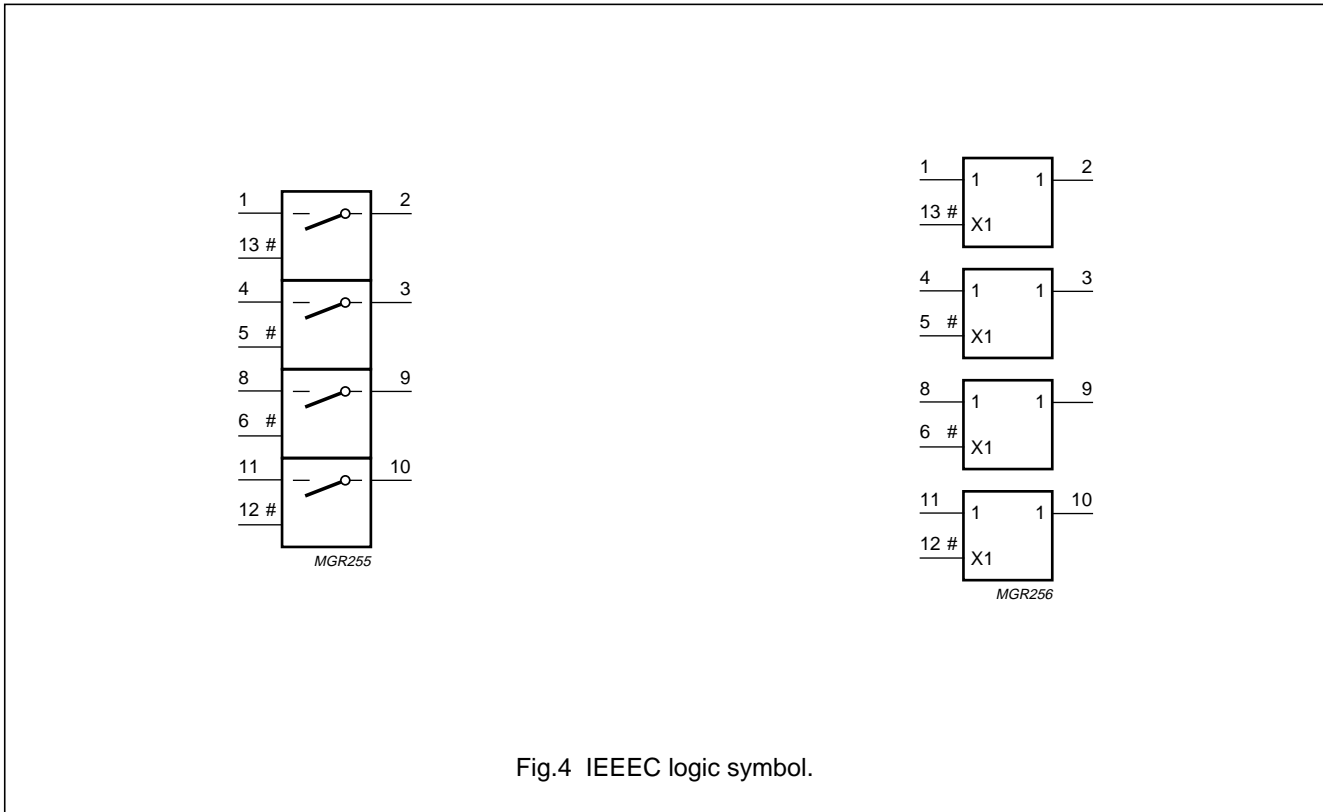 1 2
13 #
4 3
5 #
8 9
6 #
11 10
12 #
MGR255
1 1 1 2
13 # X1
4 1 1 3
5 # X1
8 1 1 9
6 # X1
11 1 1 10
12 # X1
MGR256
Fig.4 IEEEC logic symbol.